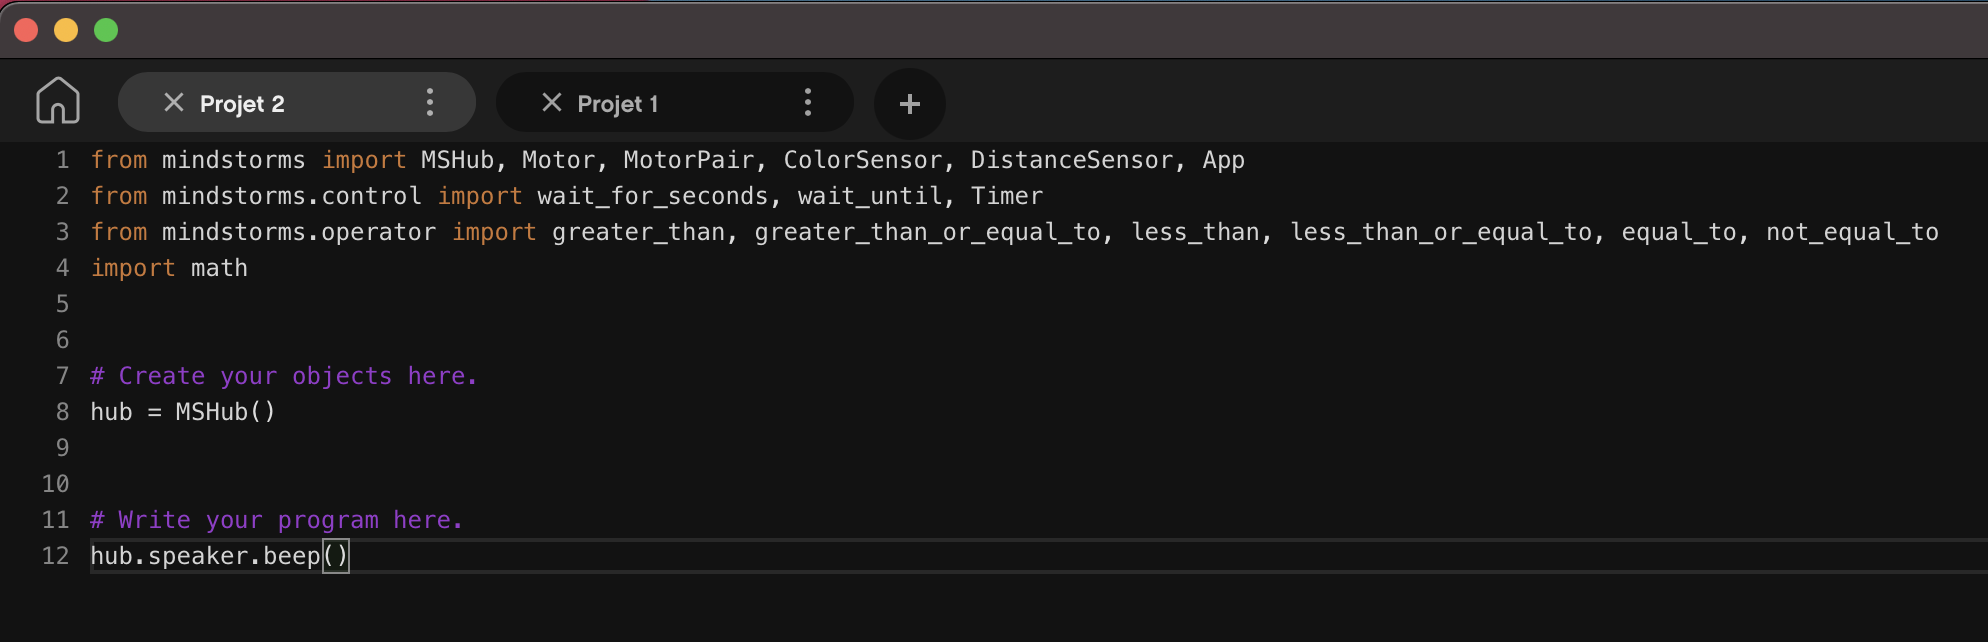 Projet 2
Projet 1
+
1 from mindstorms import MSHub, Motor, MotorPair, ColorSensor, DistanceSensor, App
2 from mindstorms.control import wait_for_seconds, wait_until, Timer
3 from mindstorms.operator import greater_than, greater_than_or_equal_to, less_than, less_than_or_equal_to, equal_to, not_equal_to
4 import math
5
6
7 # Create your objects here.
8 hub = MSHub()
9
10
11 # Write your program here.
12 hub.speaker.beep()